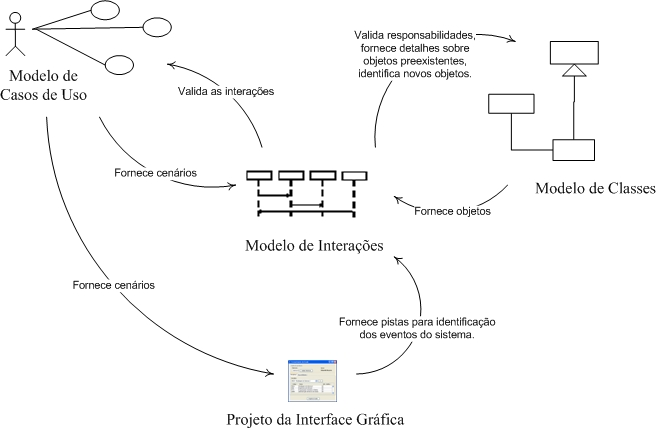 Modelo de
Casos de Uso
Valida as interações
Valida responsabilidades,
fornece detalhes sobre
objetos preexistentes,
identifica novos objetos.
Fornece cenários
Modelo de Classes
Fornece objetos
Modelo de Interações
Fornece cenários
Fornece pistas para identificação
dos eventos do sistema.
Projeto da Interface Gráfica